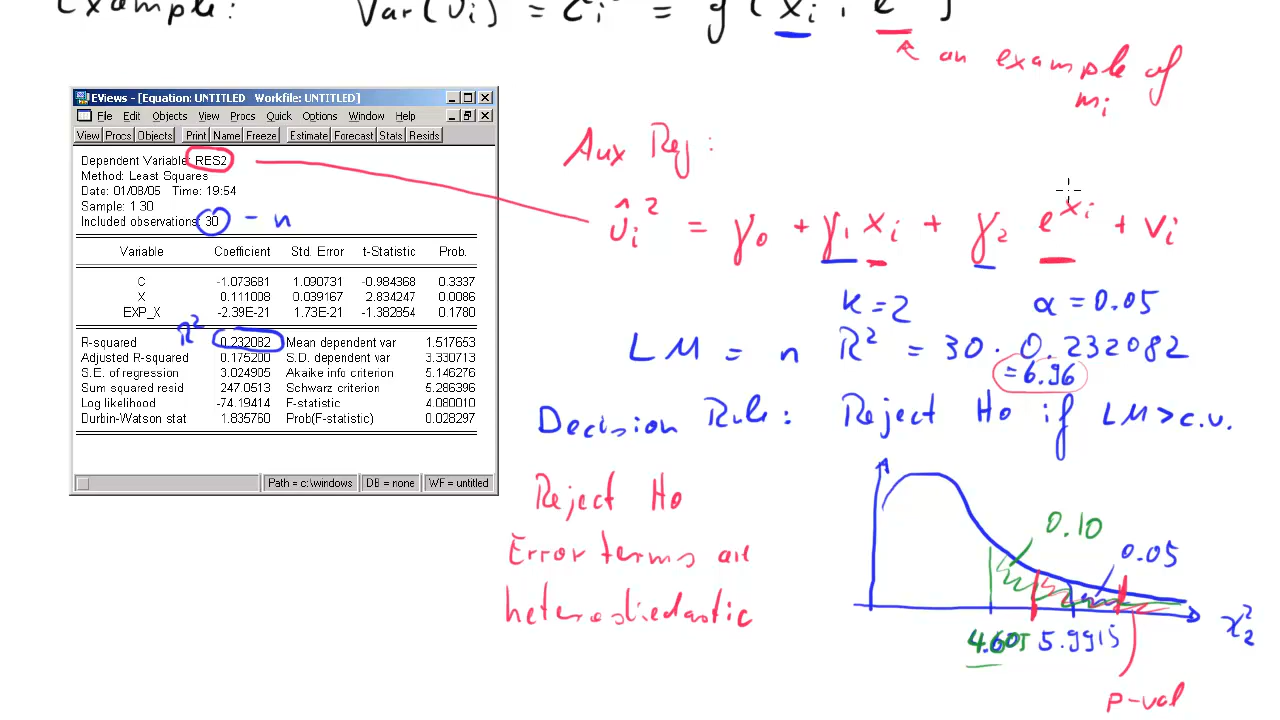 Example: Var(υi) = σi² = g( xi , e )
an example of
mi
EViews - [Equation: UNTITLED Workfile: UNTITLED]
File Edit Objects View Procs Quick Options Window Help
View Procs Objects Print Name Freeze Estimate Forecast Stats Resids
Dependent Variable: RES2
Method: Least Squares
Date: 01/08/05 Time: 19:54
Sample: 1 30
Included observations: 30 - n
Variable Coefficient Std. Error t-Statistic Prob.
C -1.073681 1.090731 -0.984368 0.3337
X 0.111008 0.039167 2.834247 0.0086
EXP_X -2.39E-21 1.73E-21 -1.382854 0.1780
R²
R-squared 0.232082 Mean dependent var 1.517653
Adjusted R-squared 0.175200 S.D. dependent var 3.330713
S.E. of regression 3.024905 Akaike info criterion 5.146276
Sum squared resid 247.0513 Schwarz criterion 5.286396
Log likelihood -74.19414 F-statistic 4.080010
Durbin-Watson stat 1.835760 Prob(F-statistic) 0.028297
Path = c:\windows DB = none WF = untitled
Aux Reg:
υ̂i² = γ0 + γ1 xi + γ2 e^xi + vi
k = 2 α = 0.05
LM = n R² = 30 · 0.232082
= 6.96
Decision Rule: Reject Ho if LM > c.v.
Reject Ho
Error terms are
heteroskedastic
0.10
0.05
4.605 5.9915 χ²2
p-val